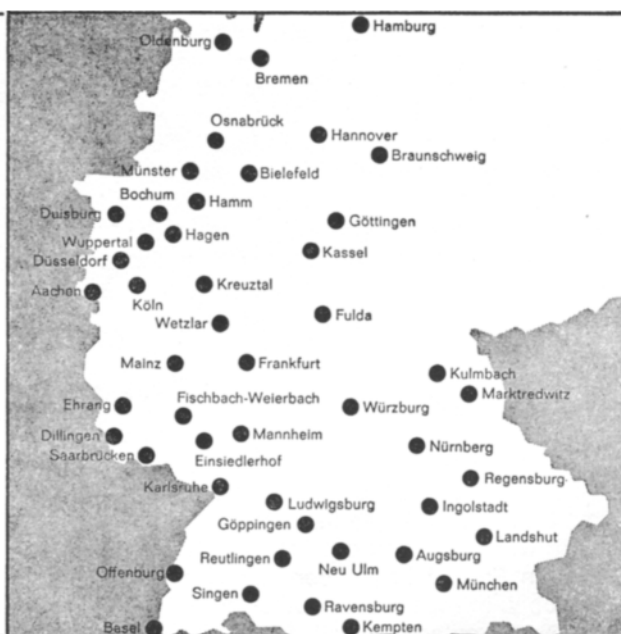 Hamburg
Oldenburg
Bremen
Osnabrück
Hannover
Braunschweig
Münster
Bielefeld
Bochum
Hamm
Duisburg
Göttingen
Hagen
Wuppertal
Kassel
Düsseldorf
Aachen
Köln
Kreuztal
Fulda
Wetzlar
Mainz
Frankfurt
Kulmbach
Marktredwitz
Fischbach-Weierbach
Ehrang
Würzburg
Dillingen
Mannheim
Nürnberg
Saarbrücken
Einsiedlerhof
Regensburg
Karlsruhe
Ludwigsburg
Ingolstadt
Göppingen
Landshut
Reutlingen
Neu Ulm
Augsburg
Offenburg
München
Singen
Ravensburg
Basel
Kempten